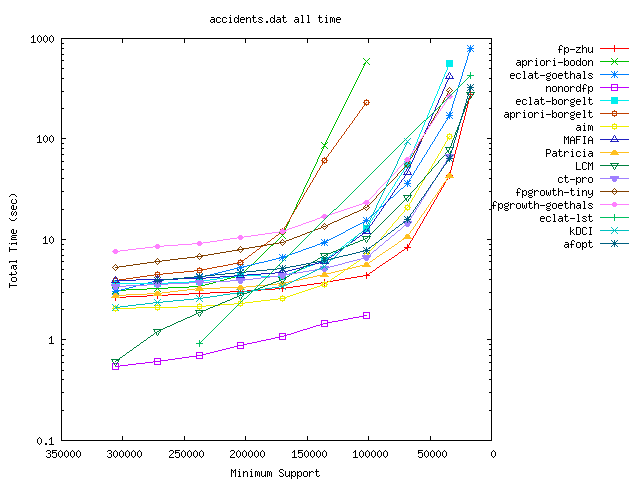 accidents.dat all time
1000
100
10
1
0.1
Total Time (sec)
350000 300000 250000 200000 150000 100000 50000 0
Minimum Support
fp-zhu
apriori-bodon
eclat-goethals
nonordfp
eclat-borgelt
apriori-borgelt
aim
MAFIA
Patricia
LCM
ct-pro
fpgrowth-tiny
fpgrowth-goethals
eclat-lst
kDCI
afopt